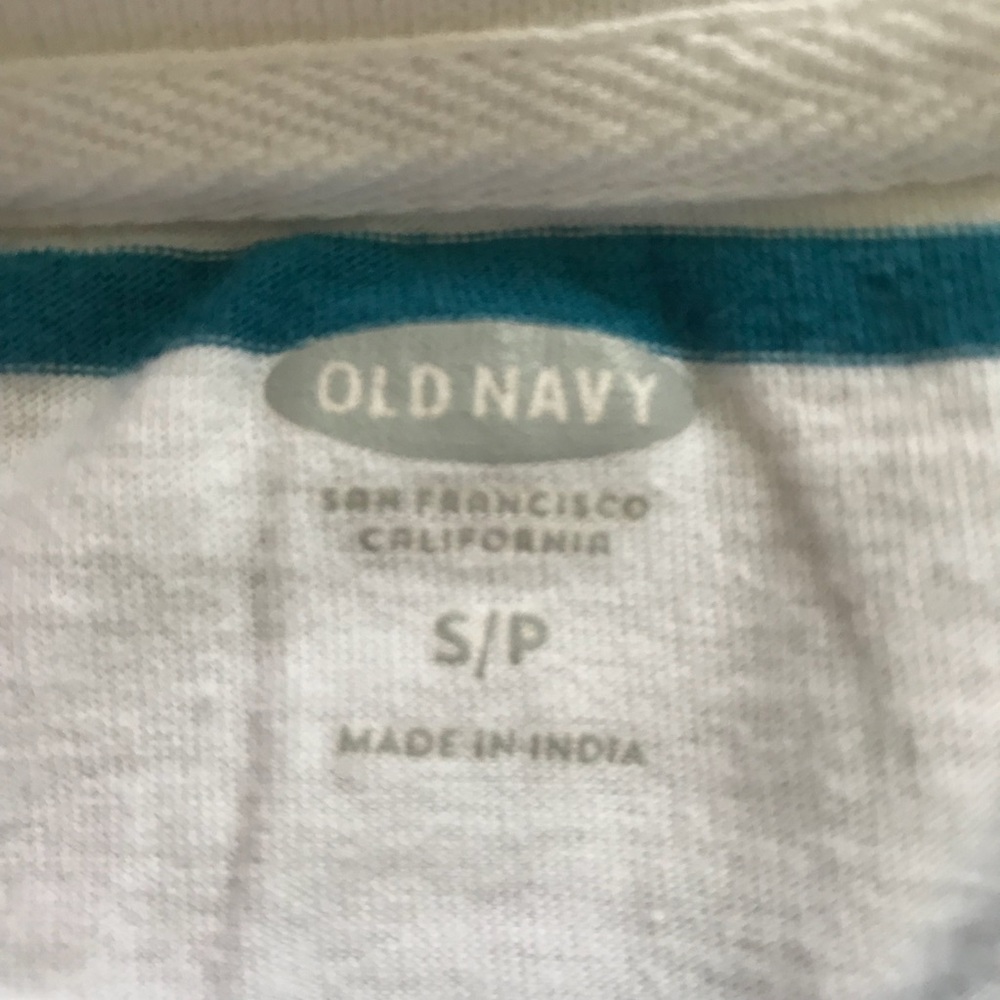 OLD NAVY
SAN FRANCISCO
CALIFORNIA
S/P
MADE IN INDIA